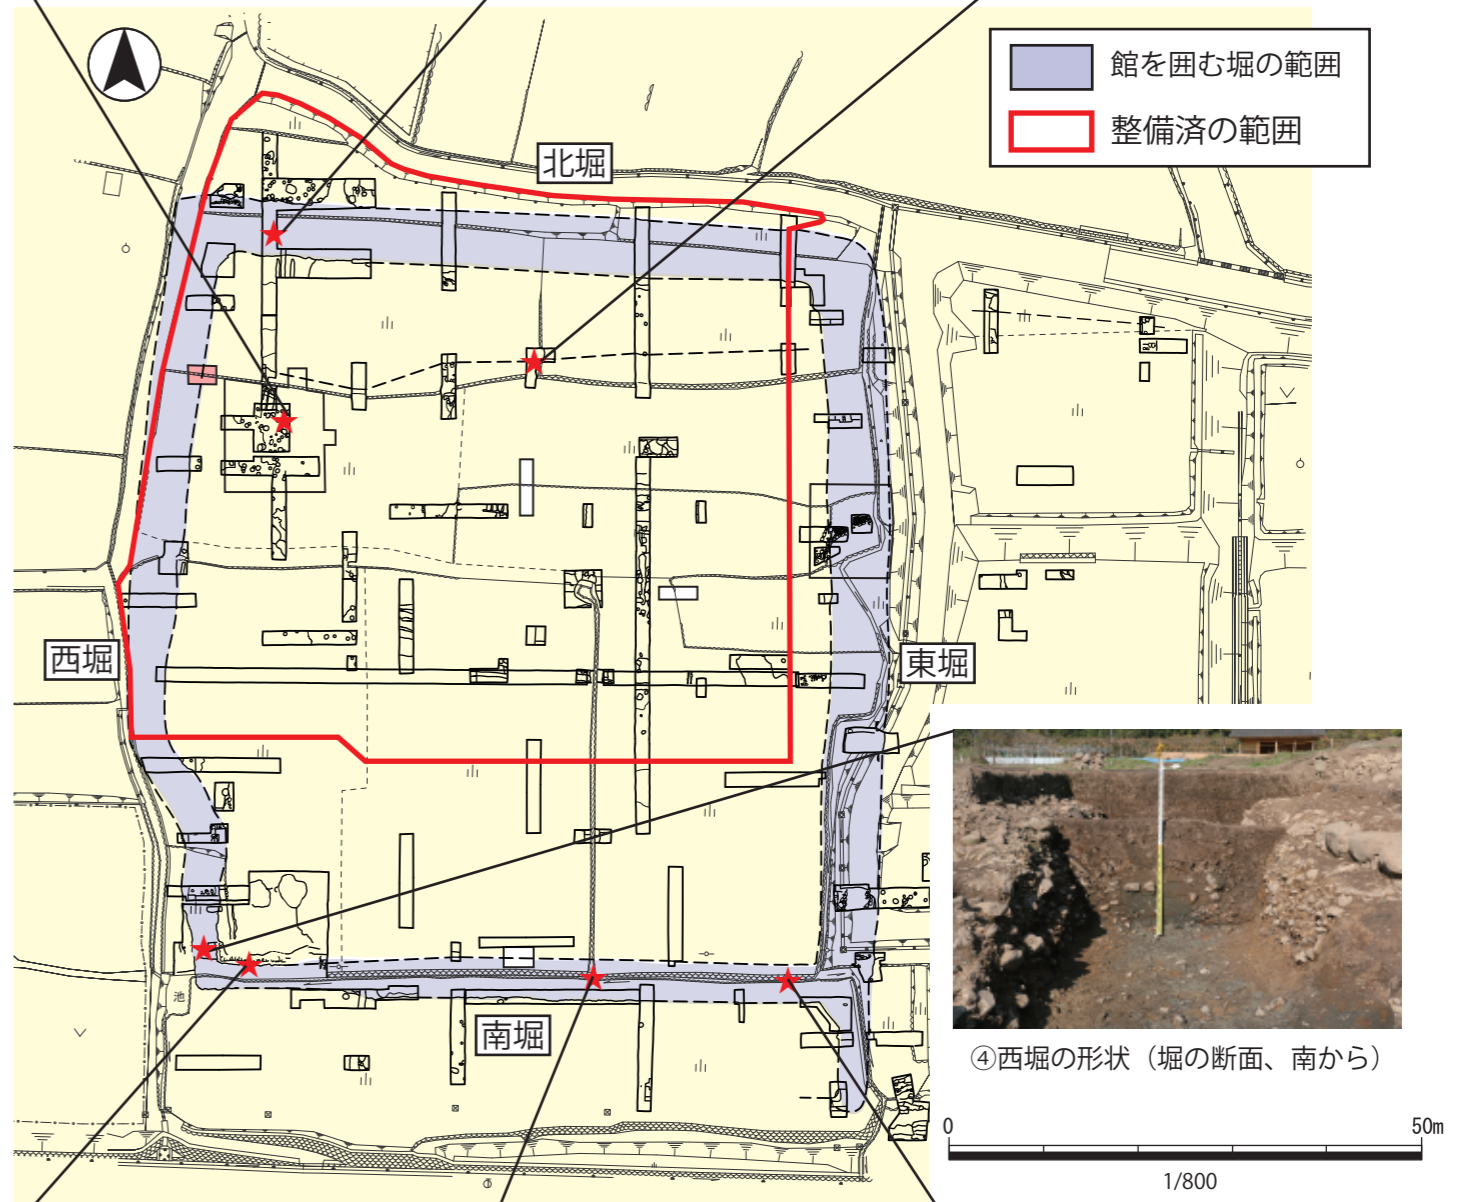 館を囲む堀の範囲
整備済の範囲
北堀
西堀
東堀
池
南堀
④西堀の形状（堀の断面、南から）
0 50m
1/800